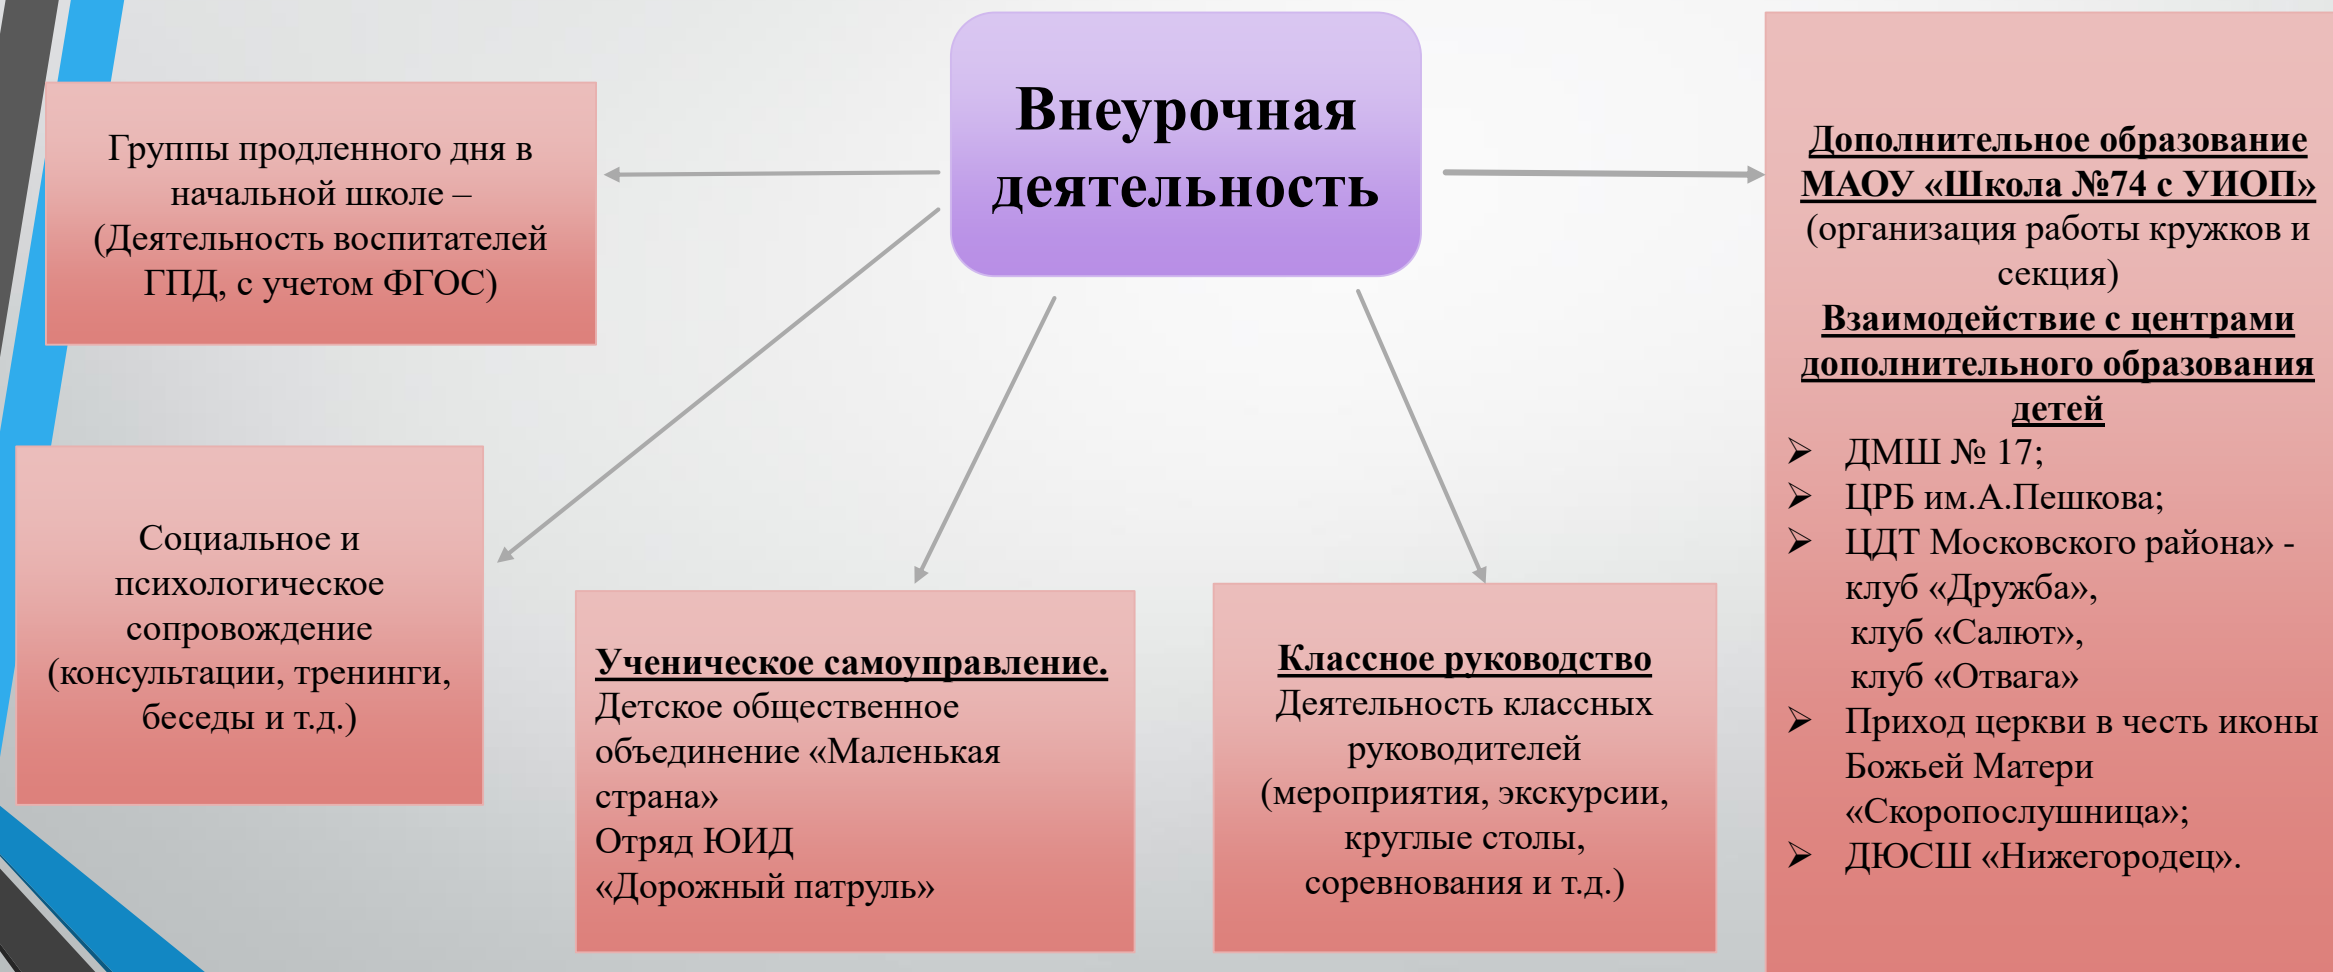 Внеурочная
деятельность
Группы продленного дня в
начальной школе –
(Деятельность воспитателей
ГПД, с учетом ФГОС)
Социальное и
психологическое
сопровождение
(консультации, тренинги,
беседы и т.д.)
Ученическое самоуправление.
Детское общественное
объединение «Маленькая
страна»
Отряд ЮИД
«Дорожный патруль»
Классное руководство
Деятельность классных
руководителей
(мероприятия, экскурсии,
круглые столы,
соревнования и т.д.)
Дополнительное образование
МАОУ «Школа №74 с УИОП»
(организация работы кружков и
секция)
Взаимодействие с центрами
дополнительного образования
детей
ДМШ № 17;
ЦРБ им.А.Пешкова;
ЦДТ Московского района» -
клуб «Дружба»,
клуб «Салют»,
клуб «Отвага»
Приход церкви в честь иконы
Божьей Матери
«Скоропослушница»;
ДЮСШ «Нижегородец».